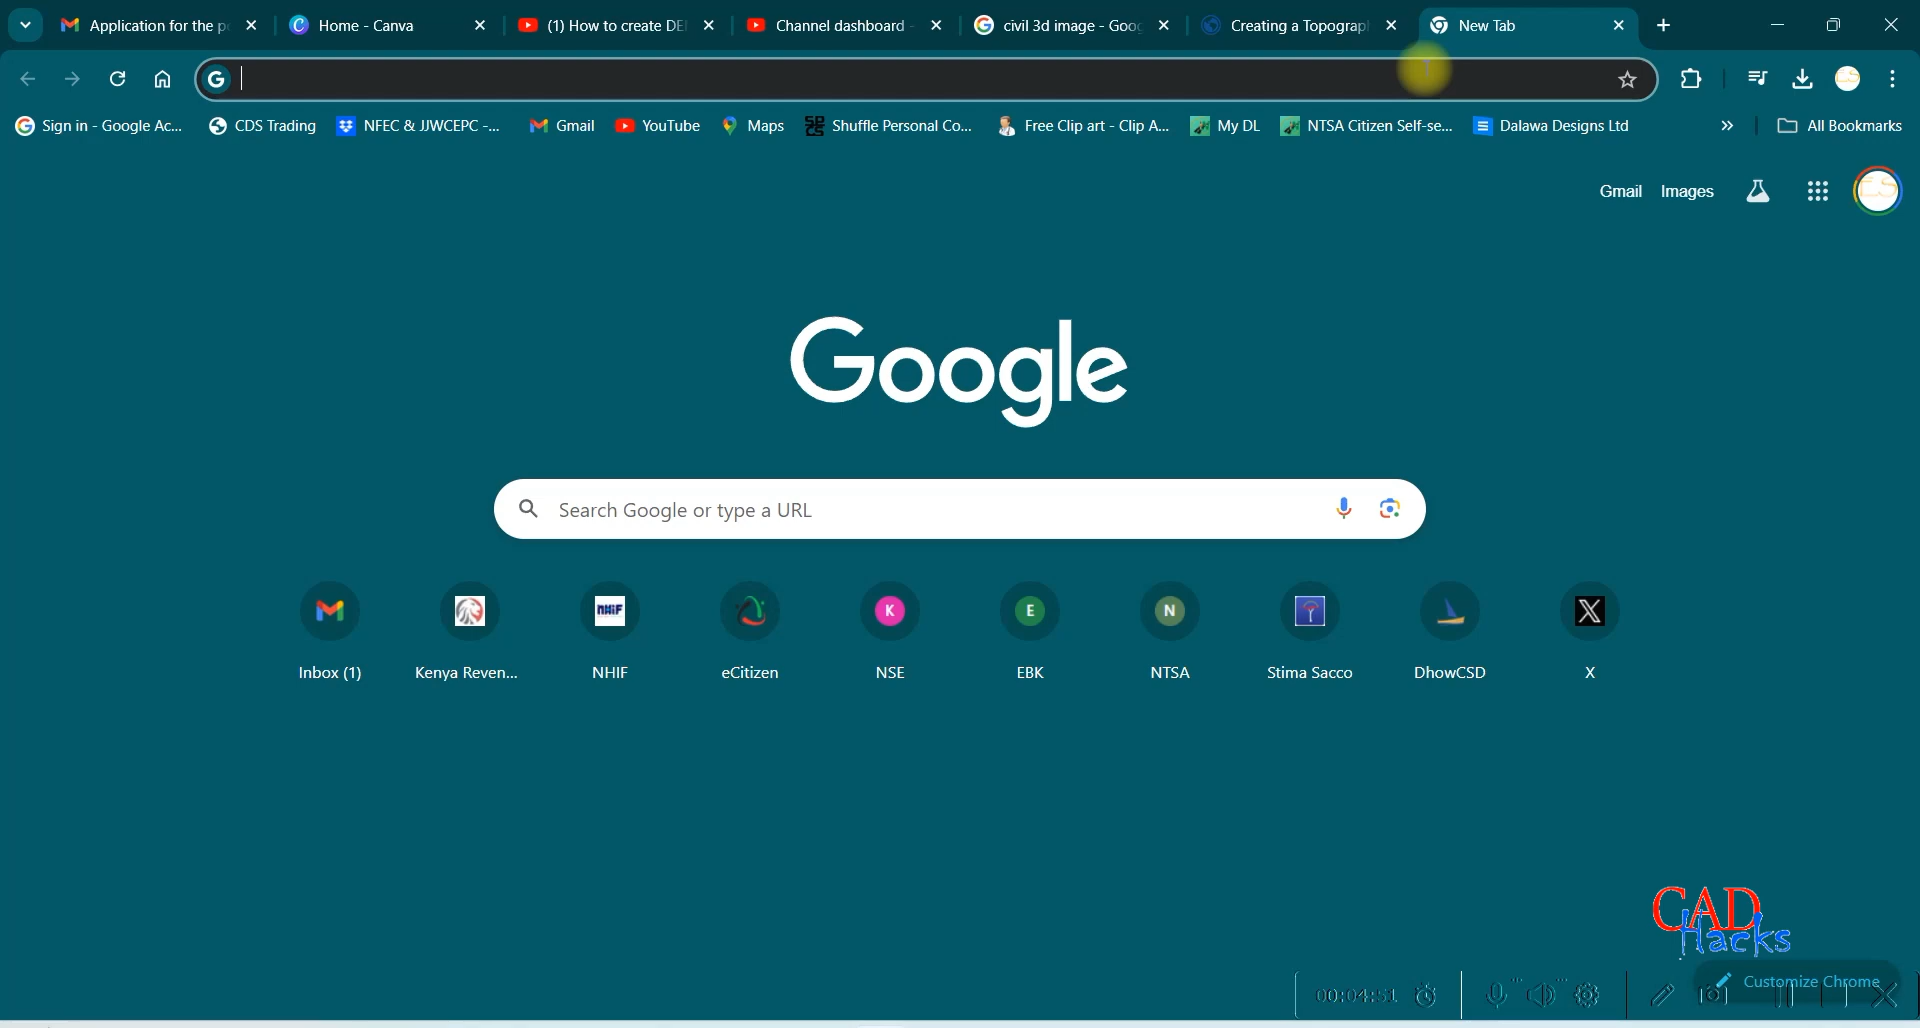 Application for the p
Home - Canva
(1) How to create DE
Channel dashboard -
civil 3d image - Goog
Creating a Topograp
New Tab
Sign in - Google Ac...
CDS Trading
NFEC & JJWCEPC -...
Gmail
YouTube
Maps
Shuffle Personal Co...
Free Clip art - Clip A...
My DL
NTSA Citizen Self-se...
Dalawa Designs Ltd
All Bookmarks
Gmail
Images
Google
Search Google or type a URL
Inbox (1)
Kenya Reven...
NHIF
eCitizen
NSE
EBK
NTSA
Stima Sacco
DhowCSD
X
CAD
Hacks
Customize Chrome
00:04:51